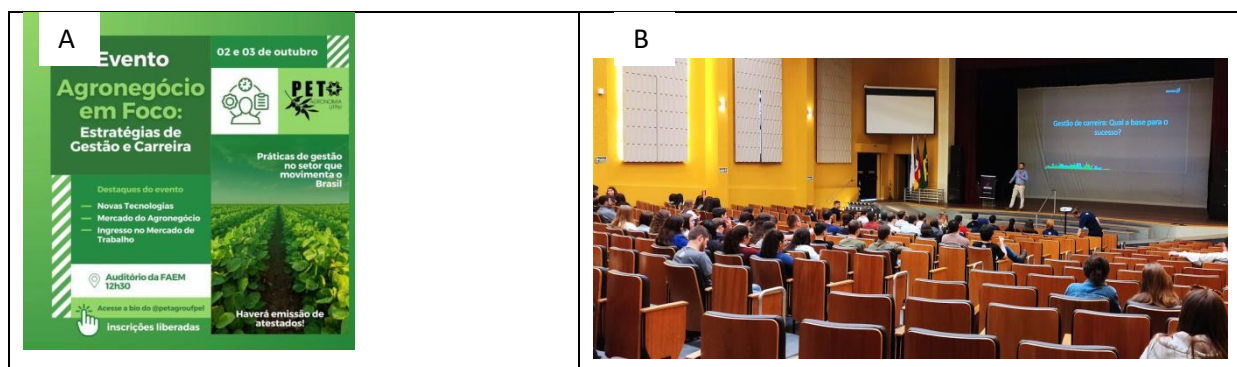 A
Evento
Agronegócio
em Foco:
Estratégias de
Gestão e Carreira
Destaques do evento
Novas Tecnologias
Mercado do Agronegócio
Ingresso no Mercado de
Trabalho
Auditório da FAEM
12h30
Acesse a bio do @petagroufpel
inscrições liberadas
02 e 03 de outubro
PET
AGRONOMIA
UFPel
Práticas de gestão
no setor que
movimenta o
Brasil
Haverá emissão de
atestados!
B
Gestão de carreira: Qual a base para o
sucesso?